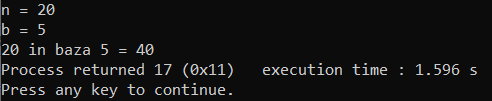 n = 20
b = 5
20 in baza 5 = 40
Process returned 17 (0x11)   execution time : 1.596 s
Press any key to continue.